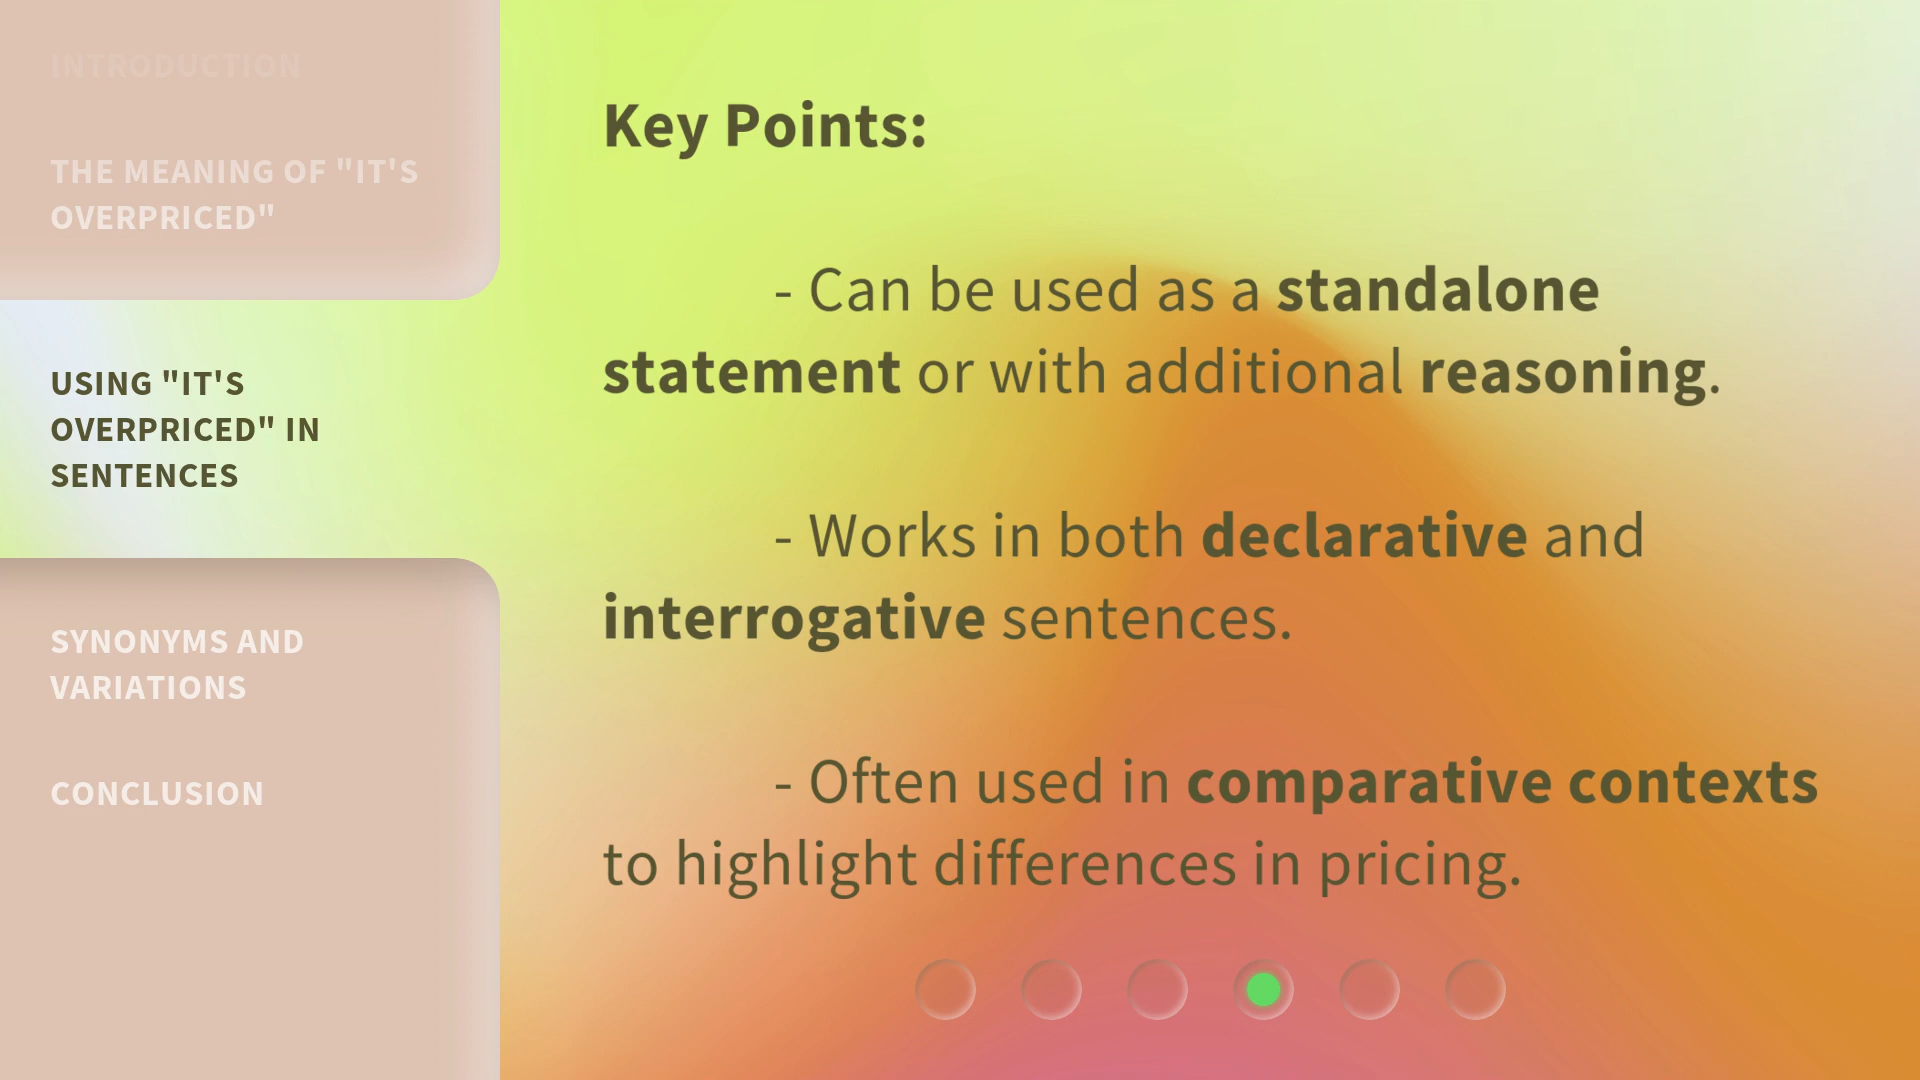 INTRODUCTION
THE MEANING OF "IT'S
OVERPRICED"
USING "IT'S
OVERPRICED" IN
SENTENCES
SYNONYMS AND
VARIATIONS
CONCLUSION
Key Points:
- Can be used as a standalone
statement or with additional reasoning.
- Works in both declarative and
interrogative sentences.
- Often used in comparative contexts
to highlight differences in pricing.